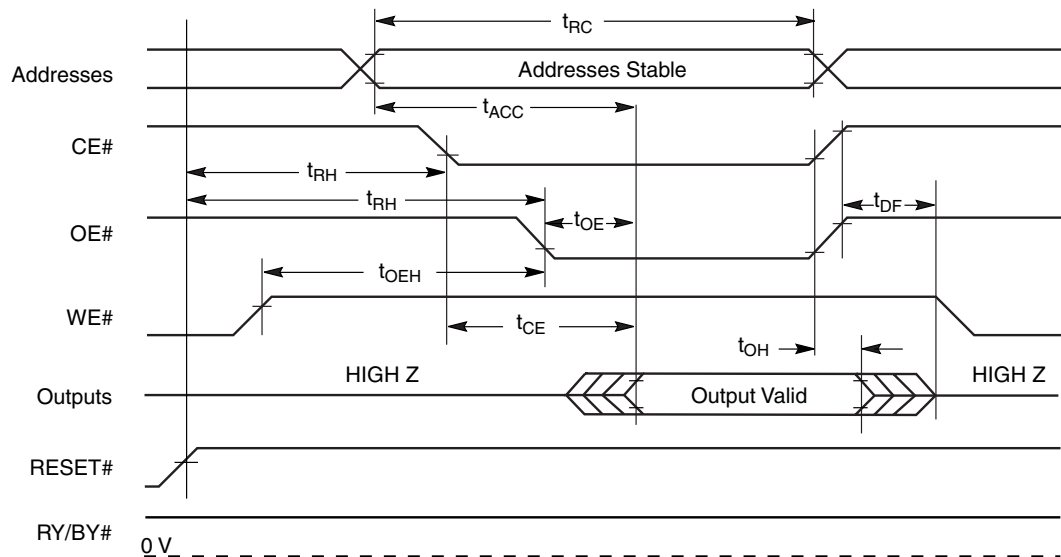 tRC
Addresses
Addresses Stable
tACC
CE#
tRH
tRH
tDF
OE#
tOE
tOEH
WE#
tCE
tOH
HIGH Z
HIGH Z
Outputs
Output Valid
RESET#
RY/BY#
0 V